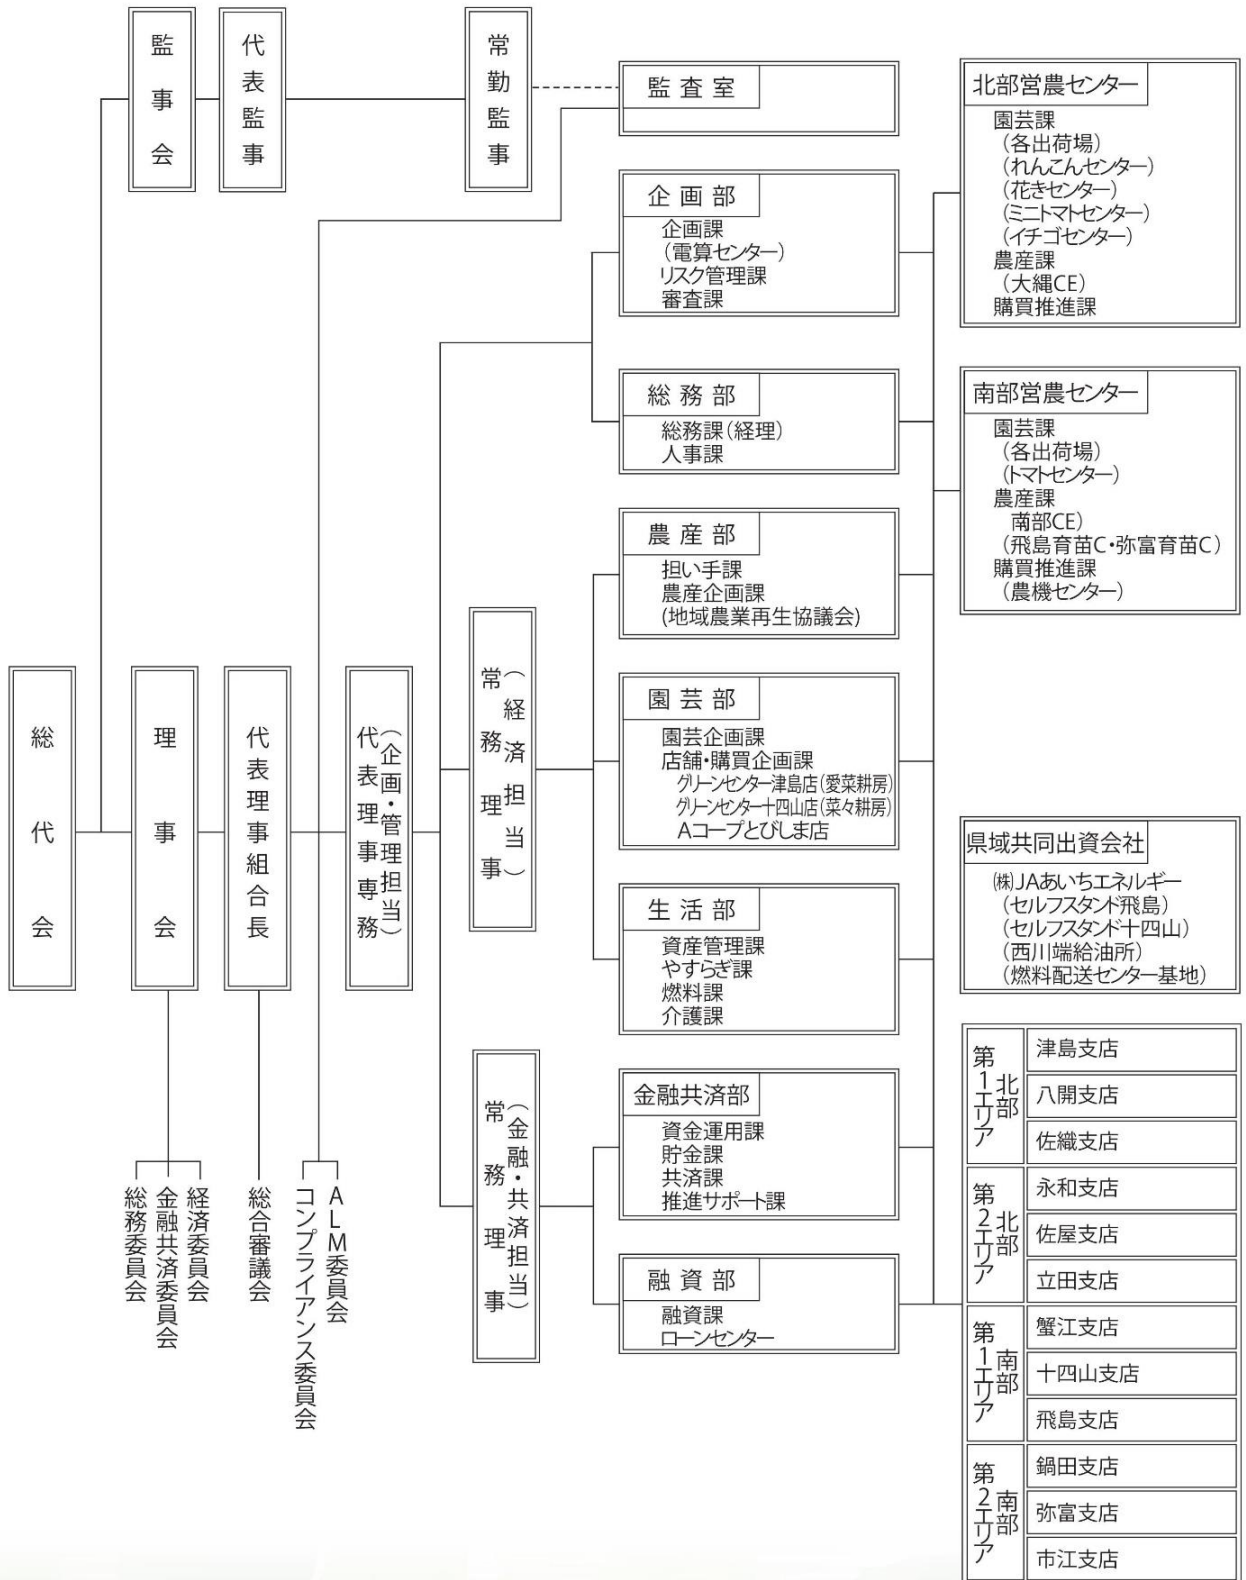 監事会
代表監事
常勤監事
総代会
理事会
代表理事組合長
代表理事専務
(企画・管理担当)
常務理事
(経済担当)
常務理事
(金融・共済担当)
総務委員会
金融共済委員会
経済委員会
総合審議会
コンプライアンス委員会
ALM委員会
監査室
企画部
企画課
(電算センター)
リスク管理課
審査課
総務部
総務課(経理)
人事課
農産部
担い手課
農産企画課
(地域農業再生協議会)
園芸部
園芸企画課
店舗・購買企画課
グリーンセンター津島店(愛菜耕房)
グリーンセンター十四山店(菜々耕房)
Aコープとびしま店
生活部
資産管理課
やすらぎ課
燃料課
介護課
金融共済部
資金運用課
貯金課
共済課
推進サポート課
融資部
融資課
ローンセンター
北部営農センター
園芸課
(各出荷場)
(れんこんセンター)
(花きセンター)
(ミニトマトセンター)
(イチゴセンター)
農産課
(大縄CE)
購買推進課
南部営農センター
園芸課
(各出荷場)
(トマトセンター)
農産課
南部CE)
(飛島育苗C・弥富育苗C)
購買推進課
(農機センター)
県域共同出資会社
㈱JAあいちエネルギー
(セルフスタンド飛島)
(セルフスタンド十四山)
(西川端給油所)
(燃料配送センター基地)
北部
第1エリア
津島支店
八開支店
佐織支店
北部
第2エリア
永和支店
佐屋支店
立田支店
南部
第1エリア
蟹江支店
十四山支店
飛島支店
南部
第2エリア
鍋田支店
弥富支店
市江支店